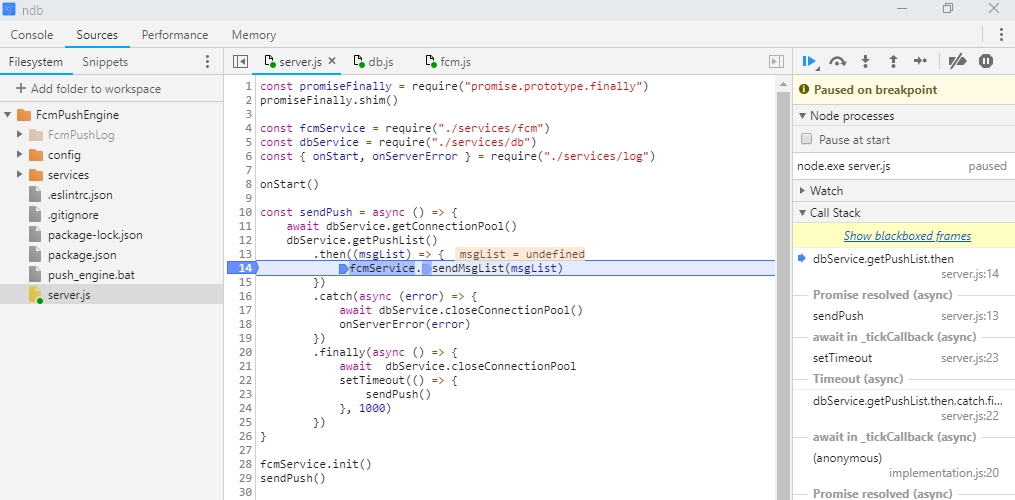 ndb
Console Sources Performance Memory
Filesystem Snippets
server.js × db.js fcm.js
+ Add folder to workspace
FcmPushEngine
FcmPushLog
config
services
.eslintrc.json
.gitignore
package-lock.json
package.json
push_engine.bat
server.js
1 const promiseFinally = require("promise.prototype.finally")
2 promiseFinally.shim()
3
4 const fcmService = require("./services/fcm")
5 const dbService = require("./services/db")
6 const { onStart, onServerError } = require("./services/log")
7
8 onStart()
9
10 const sendPush = async () => {
11 await dbService.getConnectionPool()
12 dbService.getPushList()
13 .then((msgList) => { msgList = undefined
14 fcmService.sendMsgList(msgList)
15 })
16 .catch(async (error) => {
17 await dbService.closeConnectionPool()
18 onServerError(error)
19 })
20 .finally(async () => {
21 await  dbService.closeConnectionPool
22 setTimeout(() => {
23 sendPush()
24 }, 1000)
25 })
26 }
27
28 fcmService.init()
29 sendPush()
30
Paused on breakpoint
Node processes
Pause at start
node.exe server.js paused
Watch
Call Stack
Show blackboxed frames
dbService.getPushList.then
server.js:14
Promise resolved (async)
sendPush server.js:13
await in _tickCallback (async)
setTimeout server.js:23
Timeout (async)
dbService.getPushList.then.catch.fi...
server.js:22
await in _tickCallback (async)
(anonymous)
implementation.js:20
Promise resolved (async)